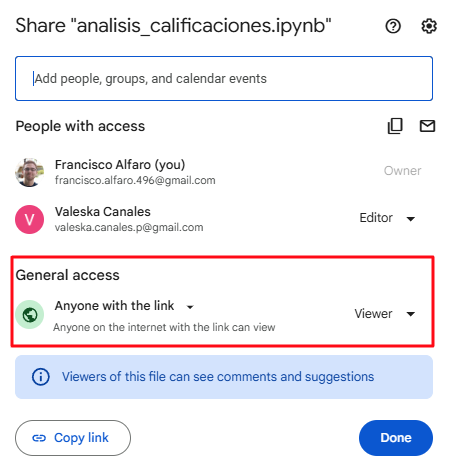 Share "analisis_calificaciones.ipynb"
Add people, groups, and calendar events
People with access
Francisco Alfaro (you)
francisco.alfaro.496@gmail.com
Owner
V
Valeska Canales
valeska.canales.p@gmail.com
Editor
General access
Anyone with the link
Anyone on the internet with the link can view
Viewer
Viewers of this file can see comments and suggestions
Copy link
Done